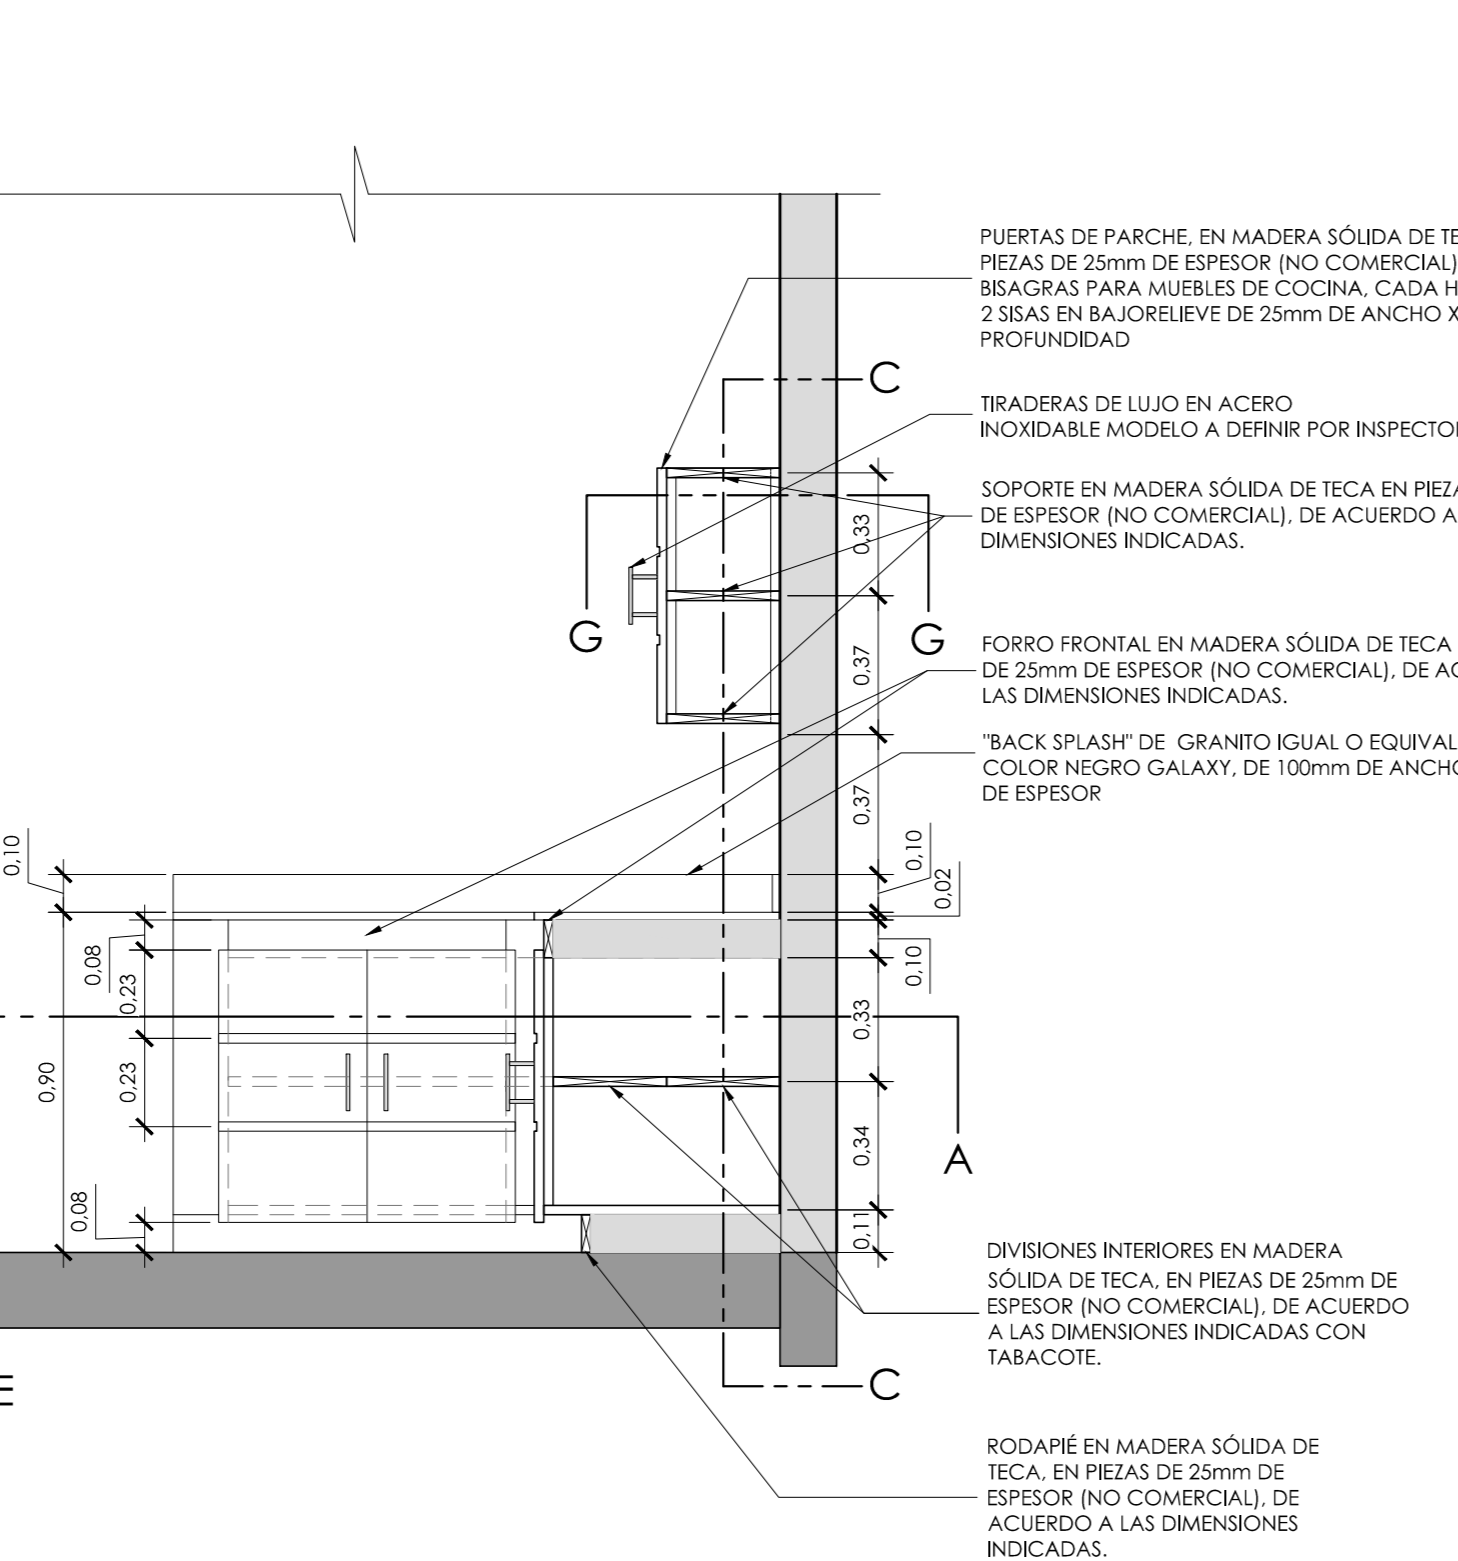 PUERTAS DE PARCHE, EN MADERA SÓLIDA DE TE
PIEZAS DE 25mm DE ESPESOR (NO COMERCIAL)
BISAGRAS PARA MUEBLES DE COCINA, CADA H
2 SISAS EN BAJORELIEVE DE 25mm DE ANCHO X
PROFUNDIDAD
C
TIRADERAS DE LUJO EN ACERO
INOXIDABLE MODELO A DEFINIR POR INSPECTO
SOPORTE EN MADERA SÓLIDA DE TECA EN PIEZA
DE ESPESOR (NO COMERCIAL), DE ACUERDO A
DIMENSIONES INDICADAS.
0,33
G
G
FORRO FRONTAL EN MADERA SÓLIDA DE TECA
DE 25mm DE ESPESOR (NO COMERCIAL), DE AC
LAS DIMENSIONES INDICADAS.
0,37
"BACK SPLASH" DE GRANITO IGUAL O EQUIVAL
COLOR NEGRO GALAXY, DE 100mm DE ANCHO
DE ESPESOR
0,37
0,10
0,10
0,02
0,08
0,10
0,23
0,33
0,90
0,23
0,34
A
0,08
0,11
DIVISIONES INTERIORES EN MADERA
SÓLIDA DE TECA, EN PIEZAS DE 25mm DE
ESPESOR (NO COMERCIAL), DE ACUERDO
A LAS DIMENSIONES INDICADAS CON
TABACOTE.
E
C
RODAPIÉ EN MADERA SÓLIDA DE
TECA, EN PIEZAS DE 25mm DE
ESPESOR (NO COMERCIAL), DE
ACUERDO A LAS DIMENSIONES
INDICADAS.